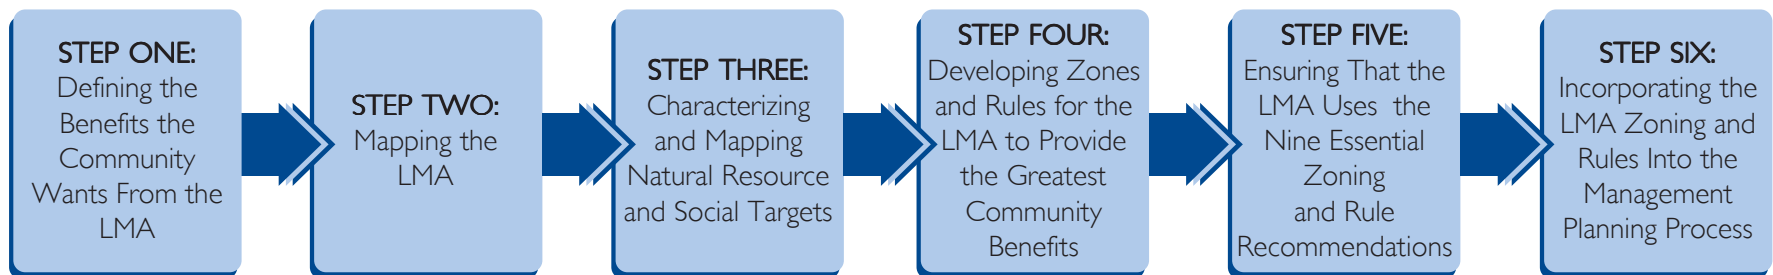 STEP ONE:
Defining the
Benefits the
Community
Wants From the
LMA
STEP TWO:
Mapping the
LMA
STEP THREE:
Characterizing
and Mapping
Natural Resource
and Social Targets
STEP FOUR:
Developing Zones
and Rules for the
LMA to Provide
the Greatest
Community
Benefits
STEP FIVE:
Ensuring That the
LMA Uses the
Nine Essential
Zoning
and Rule
Recommendations
STEP SIX:
Incorporating the
LMA Zoning and
Rules Into the
Management
Planning Process